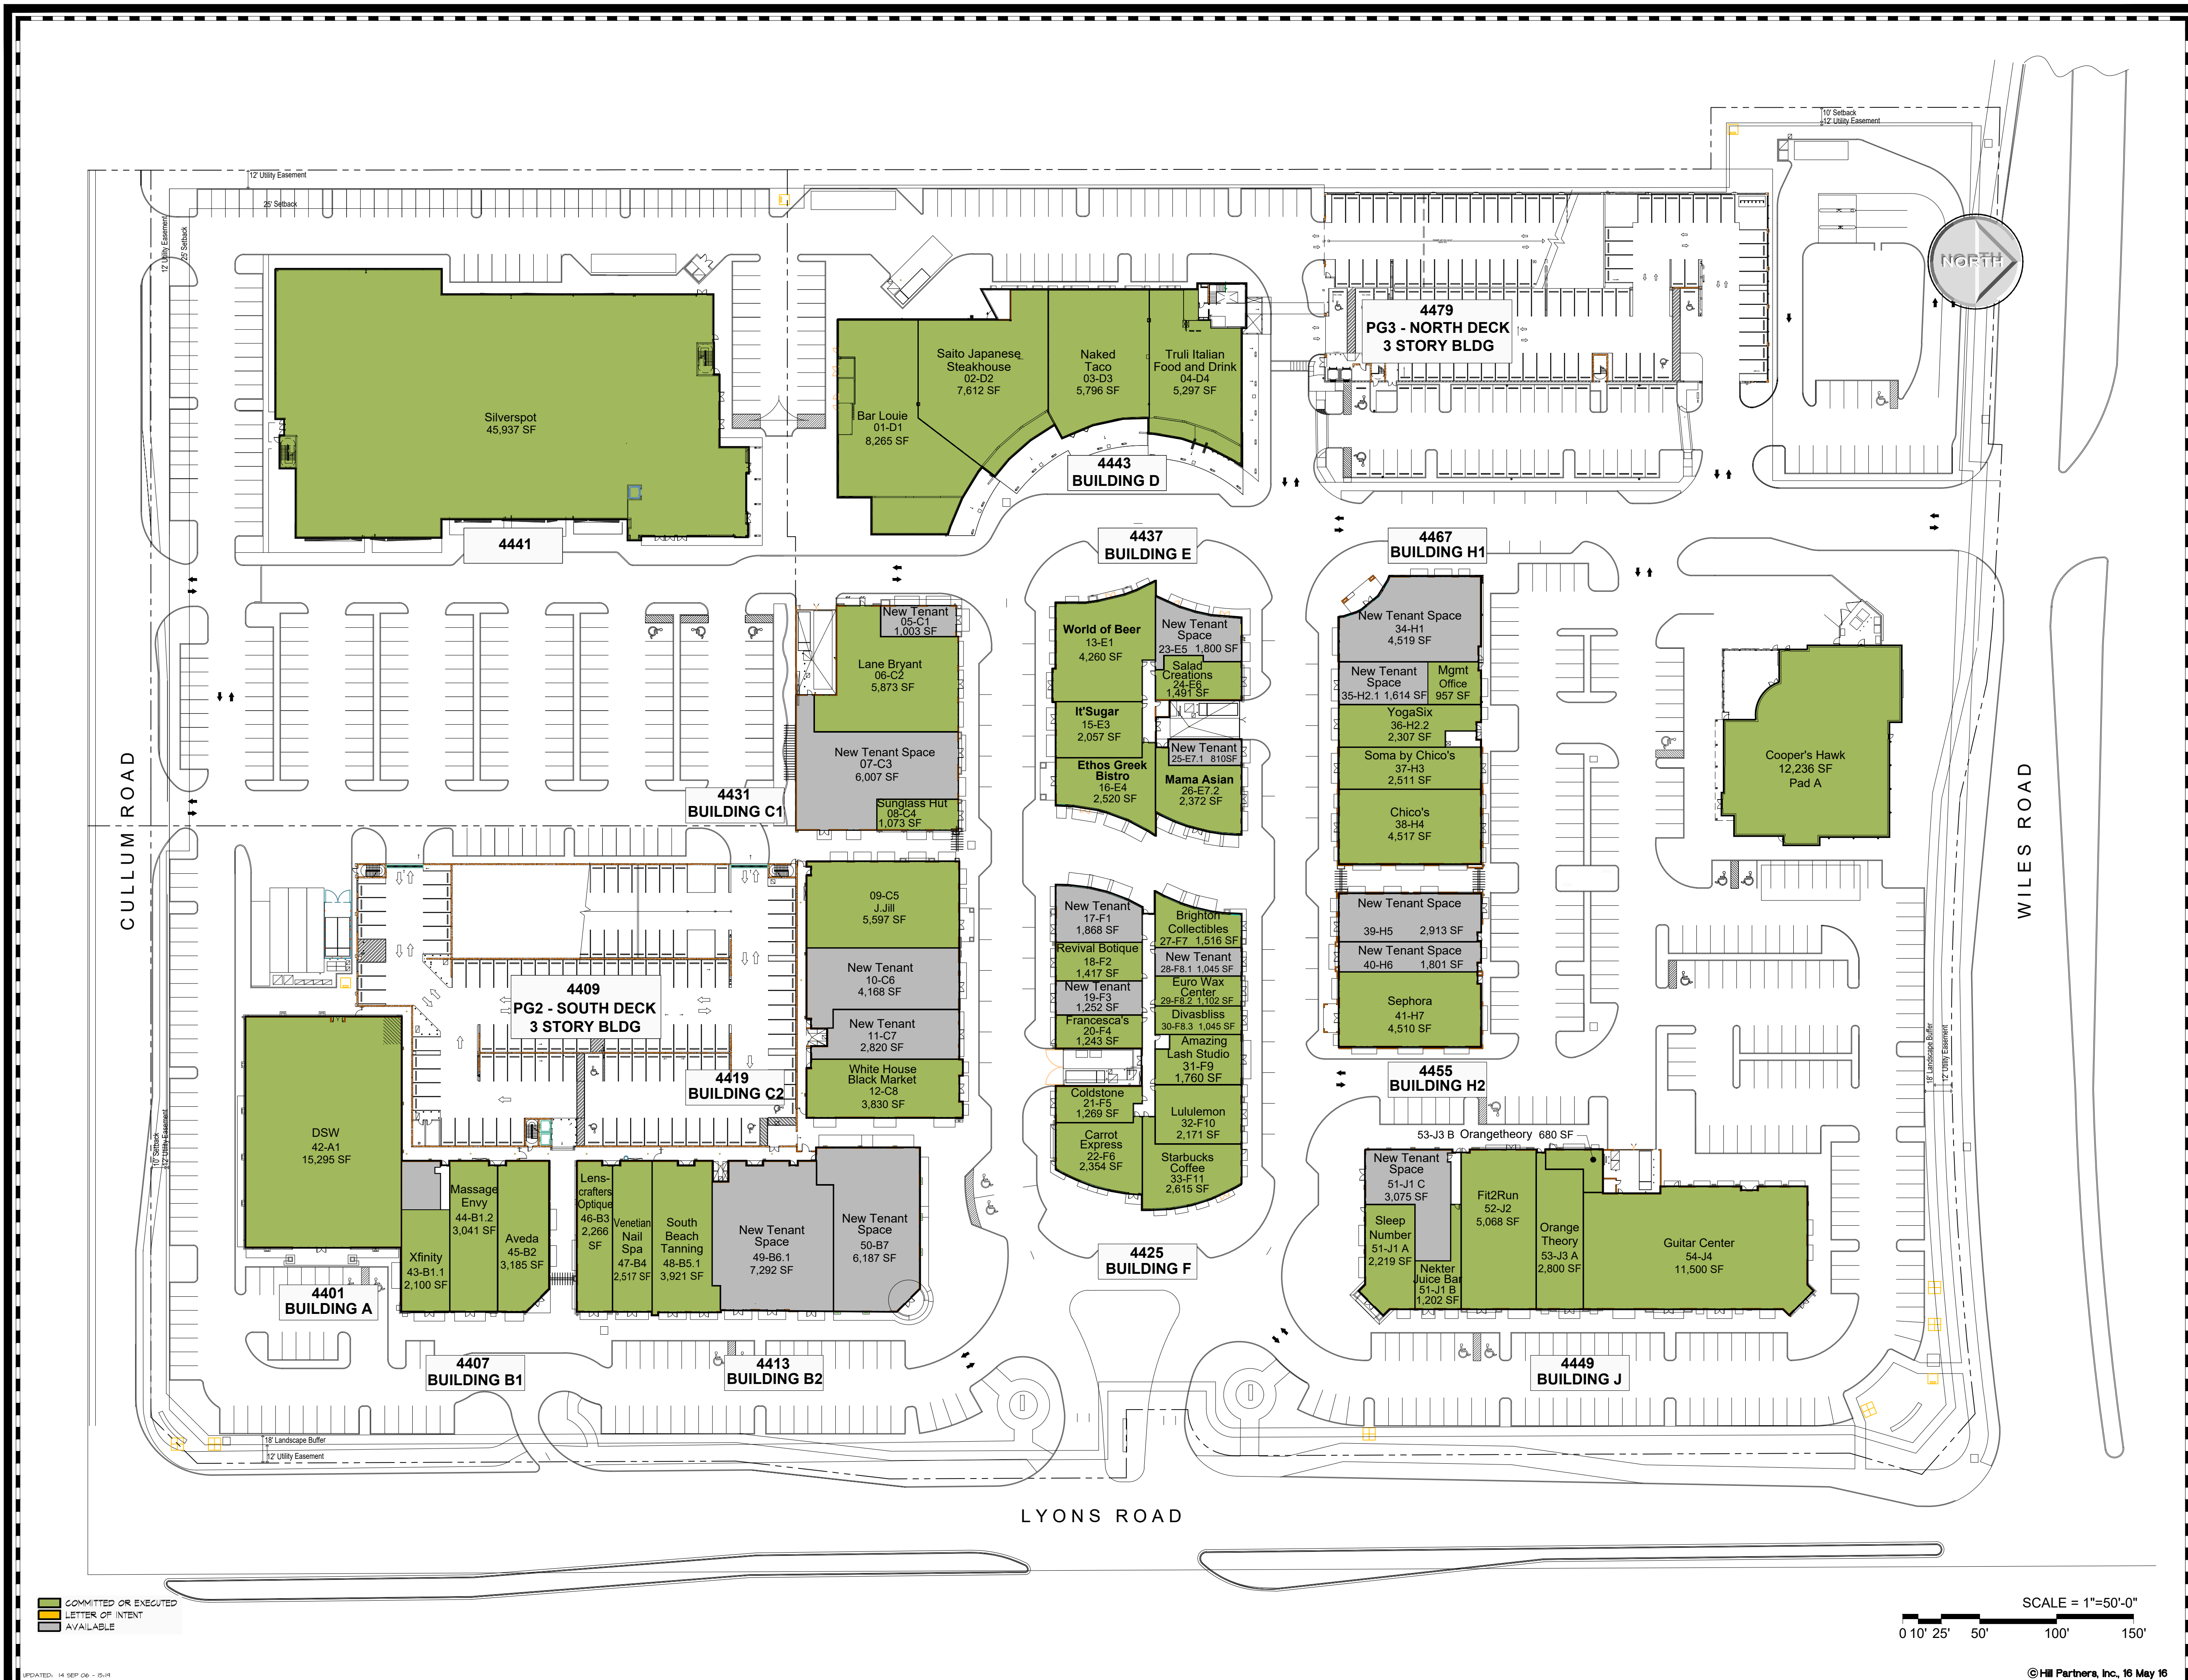 10' Setback
12' Utility Easement
12' Utility Easement
25' Setback
12' Utility Easement
25' Setback
NORTH
4479
PG3 - NORTH DECK
3 STORY BLDG
Silverspot
45,937 SF
4441
Bar Louie
01-D1
8,265 SF
Saito Japanese
Steakhouse
02-D2
7,612 SF
Naked
Taco
03-D3
5,796 SF
Truli Italian
Food and Drink
04-D4
5,297 SF
4443
BUILDING D
4437
BUILDING E
4467
BUILDING H1
New Tenant
05-C1
1,003 SF
Lane Bryant
06-C2
5,873 SF
New Tenant Space
07-C3
6,007 SF
Sunglass Hut
08-C4
1,073 SF
4431
BUILDING C1
World of Beer
13-E1
4,260 SF
New Tenant
Space
23-E5 1,800 SF
Salad
Creations
24-E6
1,491 SF
It'Sugar
15-E3
2,057 SF
New Tenant
25-E7.1 810SF
Ethos Greek
Bistro
16-E4
2,520 SF
Mama Asian
26-E7.2
2,372 SF
New Tenant Space
34-H1
4,519 SF
New Tenant
Space
35-H2.1 1,614 SF
Mgmt
Office
957 SF
YogaSix
36-H2.2
2,307 SF
Soma by Chico's
37-H3
2,511 SF
Chico's
38-H4
4,517 SF
Cooper's Hawk
12,236 SF
Pad A
CULLUM ROAD
WILES ROAD
09-C5
J.Jill
5,597 SF
New Tenant
10-C6
4,168 SF
New Tenant
11-C7
2,820 SF
White House
Black Market
12-C8
3,830 SF
4409
PG2 - SOUTH DECK
3 STORY BLDG
4419
BUILDING C2
New Tenant
17-F1
1,868 SF
Revival Botique
18-F2
1,417 SF
New Tenant
19-F3
1,252 SF
Francesca's
20-F4
1,243 SF
Coldstone
21-F5
1,269 SF
Carrot
Express
22-F6
2,354 SF
Brighton
Collectibles
27-F7 1,516 SF
New Tenant
28-F8.1 1,045 SF
Euro Wax
Center
29-F8.2 1,102 SF
Divasbliss
30-F8.3 1,045 SF
Amazing
Lash Studio
31-F9
1,760 SF
Lululemon
32-F10
2,171 SF
Starbucks
Coffee
33-F11
2,615 SF
New Tenant Space
39-H5 2,913 SF
New Tenant Space
40-H6 1,801 SF
Sephora
41-H7
4,510 SF
4455
BUILDING H2
18' Landscape Buffer
12' Utility Easement
10' Setback
12' Utility Easement
DSW
42-A1
15,295 SF
4401
BUILDING A
Xfinity
43-B1.1
2,100 SF
Massage
Envy
44-B1.2
3,041 SF
Aveda
45-B2
3,185 SF
Lens-
crafters
Optique
46-B3
2,266
SF
Venetian
Nail
Spa
47-B4
2,517 SF
South
Beach
Tanning
48-B5.1
3,921 SF
New Tenant
Space
49-B6.1
7,292 SF
New Tenant
Space
50-B7
6,187 SF
4407
BUILDING B1
4413
BUILDING B2
4425
BUILDING F
53-J3 B Orangetheory 680 SF
New Tenant
Space
51-J1 C
3,075 SF
Sleep
Number
51-J1 A
2,219 SF
Nekter
Juice Bar
51-J1 B
1,202 SF
Fit2Run
52-J2
5,068 SF
Orange
Theory
53-J3 A
2,800 SF
Guitar Center
54-J4
11,500 SF
4449
BUILDING J
18' Landscape Buffer
12' Utility Easement
LYONS ROAD
COMMITTED OR EXECUTED
LETTER OF INTENT
AVAILABLE
SCALE = 1"=50'-0"
0 10' 25' 50' 100' 150'
UPDATED: 14 SEP 06 - 15:19
© Hill Partners, Inc., 16 May 16